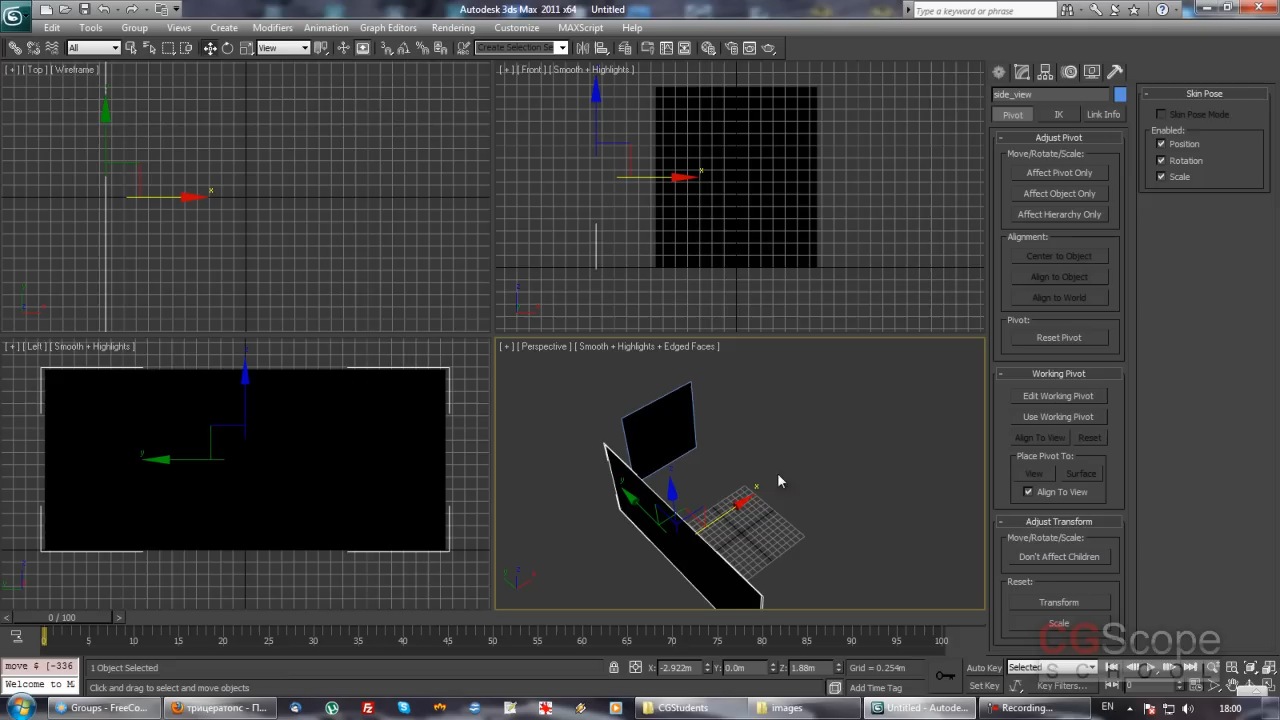 Autodesk 3ds Max 2011 x64 Untitled
Type a keyword or phrase
Edit Tools Group Views Create Modifiers Animation Graph Editors Rendering Customize MAXScript Help
All
View
Create Selection Se
[ + ] [ Top ] [ Wireframe ]
x
[ + ] [ Front ] [ Smooth + Highlights ]
x
[ + ] [ Left ] [ Smooth + Highlights ]
y
[ + ] [ Perspective ] [ Smooth + Highlights + Edged Faces ]
x
y
side_view
Pivot IK Link Info
- Adjust Pivot
Move/Rotate/Scale:
Affect Pivot Only
Affect Object Only
Affect Hierarchy Only
Alignment:
Center to Object
Align to Object
Align to World
Pivot:
Reset Pivot
- Working Pivot
Edit Working Pivot
Use Working Pivot
Align To View Reset
Place Pivot To:
View Surface
Align To View
- Adjust Transform
Move/Rotate/Scale:
Don't Affect Children
Reset:
Transform
Scale
- Skin Pose
Skin Pose Mode
Enabled:
Position
Rotation
Scale
CGScope
SCHOOL
< 0 / 100 >
0 5 10 15 20 25 30 35 40 45 50 55 60 65 70 75 80 85 90 95 100
move $ [-336
Welcome to M
1 Object Selected
Click and drag to select and move objects
X: -2.922m Y: 0.0m Z: 1.88m Grid = 0.254m
Add Time Tag
Auto Key Selected
Set Key Key Filters...
0
Groups - FreeCo...
трицератопс - П...
CGStudents
images
Untitled - Autode...
Recording...
EN
18:00